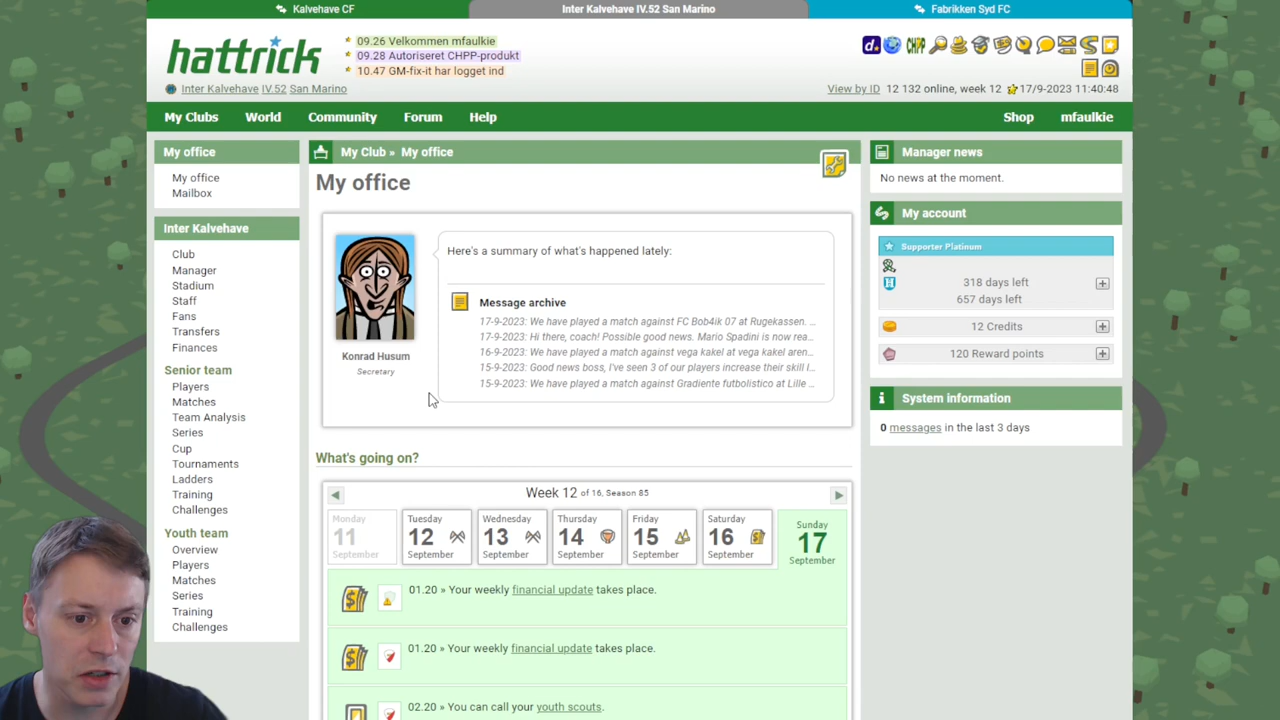 Kalvehave CF
Inter Kalvehave IV.52 San Marino
Fabrikken Syd FC
hattrick
09.26 Velkommen mfaulkie
09.28 Autoriseret CHPP-produkt
10.47 GM-fix-it har logget ind
d.
CHPP
Inter Kalvehave IV.52 San Marino
View by ID 12 132 online, week 12 17/9-2023 11:40:48
My Clubs World Community Forum Help Shop mfaulkie
My office
My office
Mailbox
Inter Kalvehave
Club
Manager
Stadium
Staff
Fans
Transfers
Finances
Senior team
Players
Matches
Team Analysis
Series
Cup
Tournaments
Ladders
Training
Challenges
Youth team
Overview
Players
Matches
Series
Training
Challenges
My Club » My office
My office
Konrad Husum
Secretary
Here's a summary of what's happened lately:
Message archive
17-9-2023: We have played a match against FC Bob4ik 07 at Rugekassen. ...
17-9-2023: Hi there, coach! Possible good news. Mario Spadini is now rea...
16-9-2023: We have played a match against vega kakel at vega kakel aren...
15-9-2023: Good news boss, I've seen 3 of our players increase their skill l...
15-9-2023: We have played a match against Gradiente futbolistico at Lille ...
What's going on?
Week 12 of 16, Season 85
Monday
11
September
Tuesday
12
September
Wednesday
13
September
Thursday
14
September
Friday
15
September
Saturday
16
September
Sunday
17
September
01.20 » Your weekly financial update takes place.
01.20 » Your weekly financial update takes place.
02.20 » You can call your youth scouts.
Manager news
No news at the moment.
My account
Supporter Platinum
318 days left
657 days left
12 Credits
120 Reward points
System information
0 messages in the last 3 days